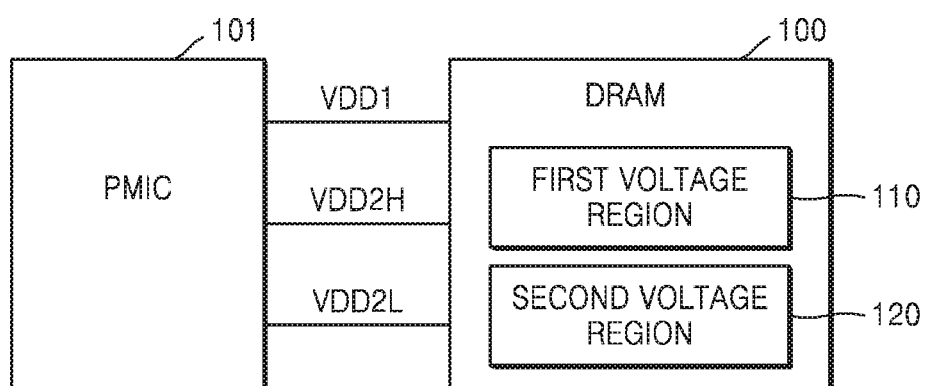 101
100
PMIC
VDD1
VDD2H
VDD2L
DRAM
FIRST VOLTAGE
REGION
110
SECOND VOLTAGE
REGION
120